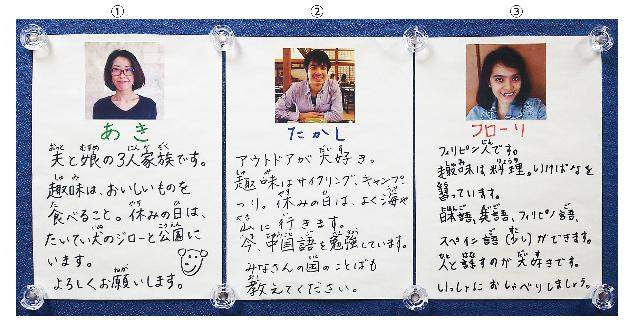 ①
あき
夫と娘の3人家族です。
趣味は、おいしいものを
食べること。休みの日は、
たいてい犬のジローと公園に
います。
よろしくお願いします。
②
たかし
アウトドアが大好き。
趣味はサイクリング、キャンプ、
つり。休みの日は、よく海や
山に行きます。
今、中国語を勉強しています。
みなさんの国のことばも
教えてください。
③
フローリ
フィリピン人です。
趣味は料理。いけばなを
習っています。
日本語、英語、フィリピン語、
スペイン語(少し)ができます。
人と話すのが大好きです。
いっしょにおしゃべりしましょう。